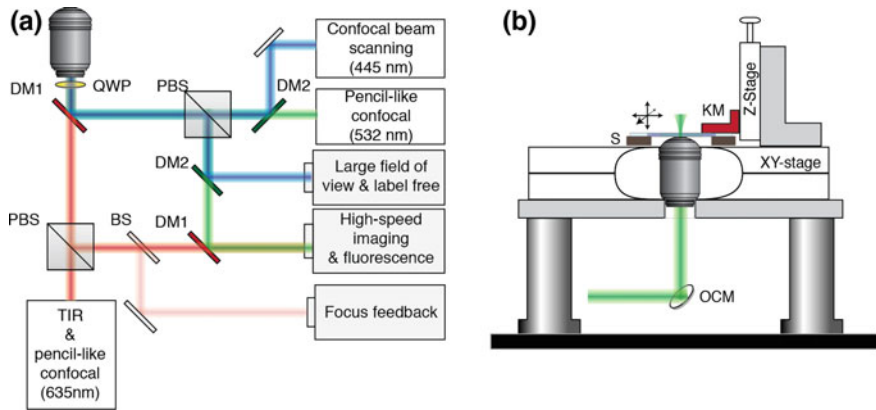 (a)
Confocal beam
scanning
(445 nm)
DM1
QWP
PBS
DM2
Pencil-like
confocal
(532 nm)
DM2
Large field of
view & label free
PBS
BS
DM1
High-speed
imaging
& fluorescence
Focus feedback
TIR
&
pencil-like
confocal
(635nm)
(b)
Z-Stage
KM
S
XY-stage
OCM